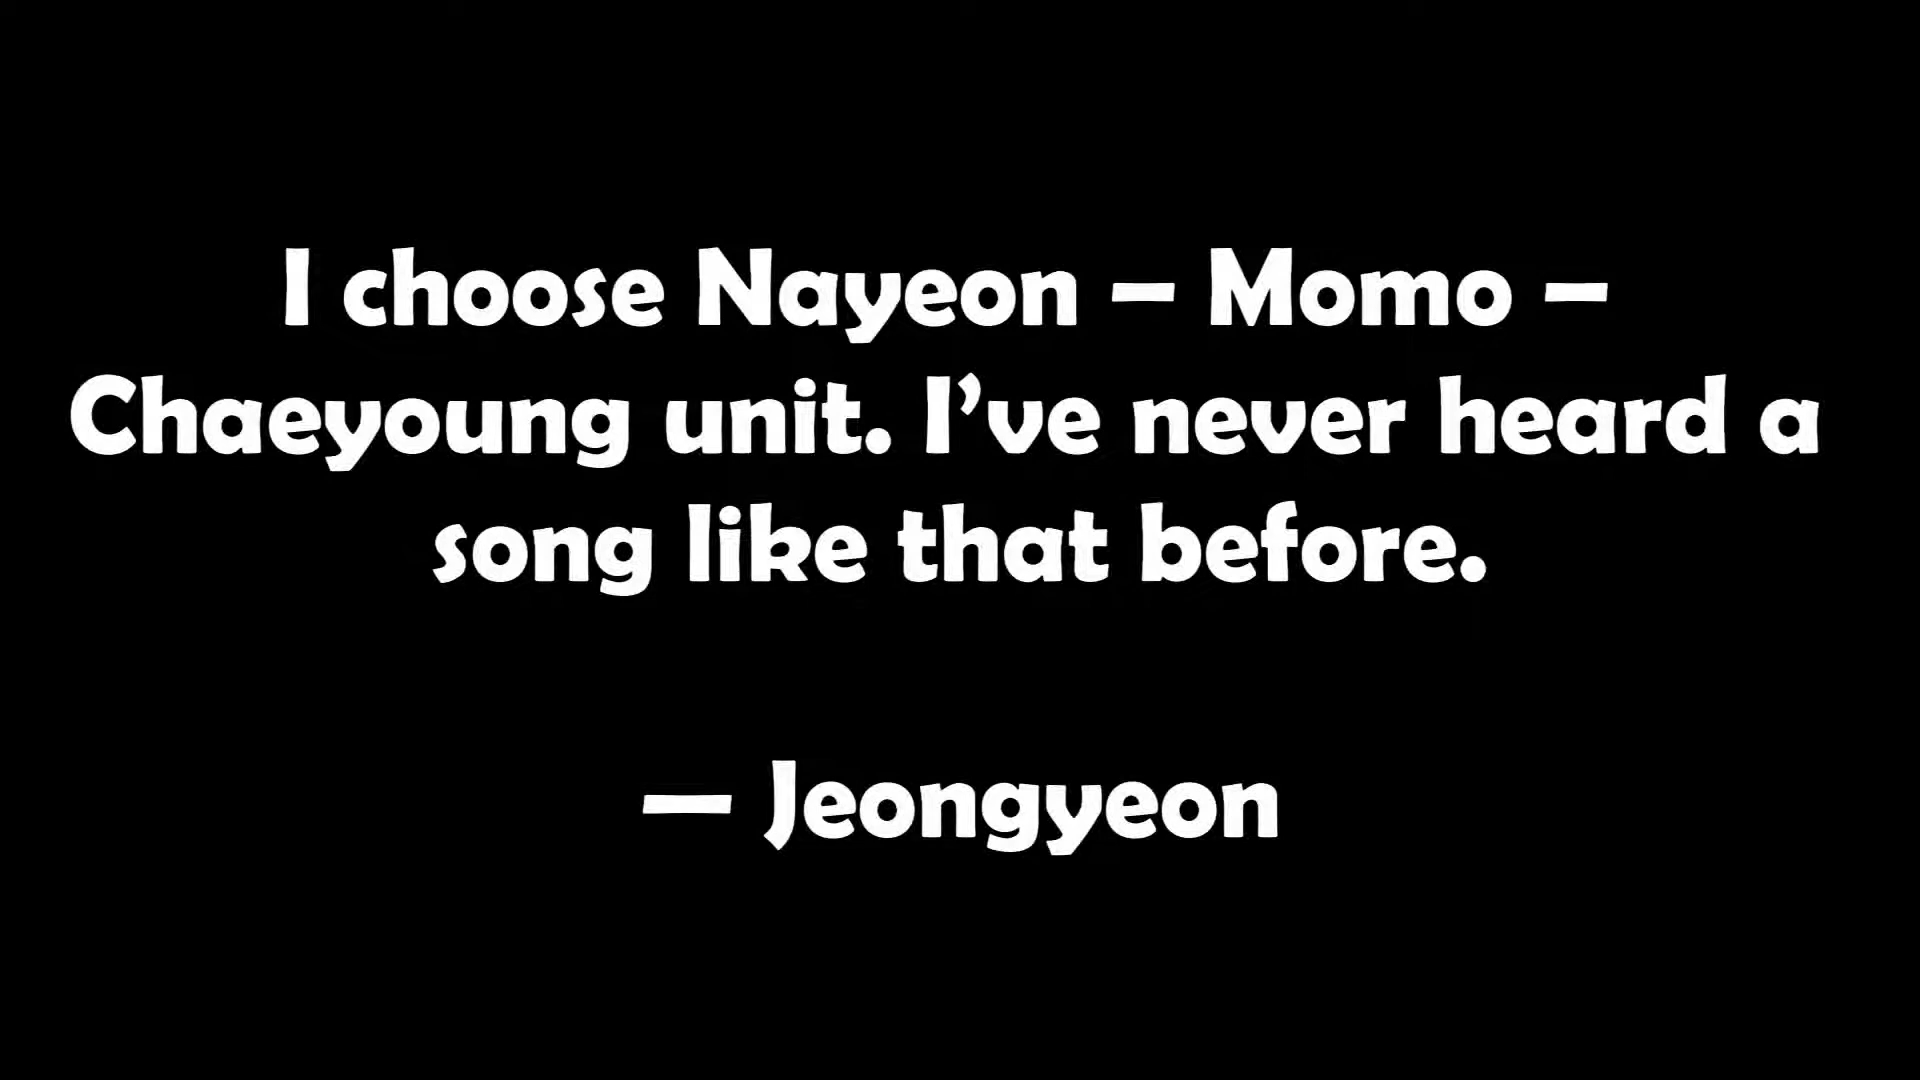 I choose Nayeon – Momo –
Chaeyoung unit. I’ve never heard a
song like that before.
— Jeongyeon